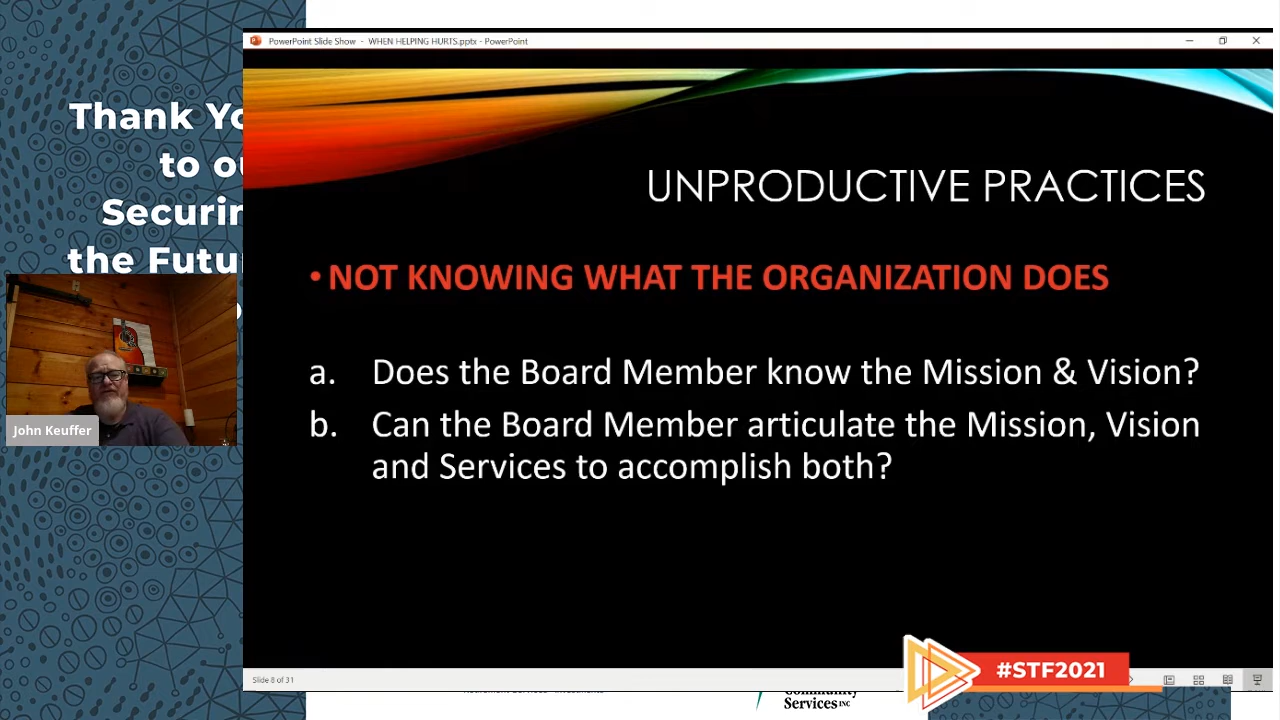 PowerPoint Slide Show - WHEN HELPING HURTS.pptx - PowerPoint
Thank Yo
to ou
Securin
the Futu
UNPRODUCTIVE PRACTICES
• NOT KNOWING WHAT THE ORGANIZATION DOES
a. Does the Board Member know the Mission & Vision?
b. Can the Board Member articulate the Mission, Vision
and Services to accomplish both?
John Keuffer
#STF2021
Slide 8 of 31
Community
Services INC